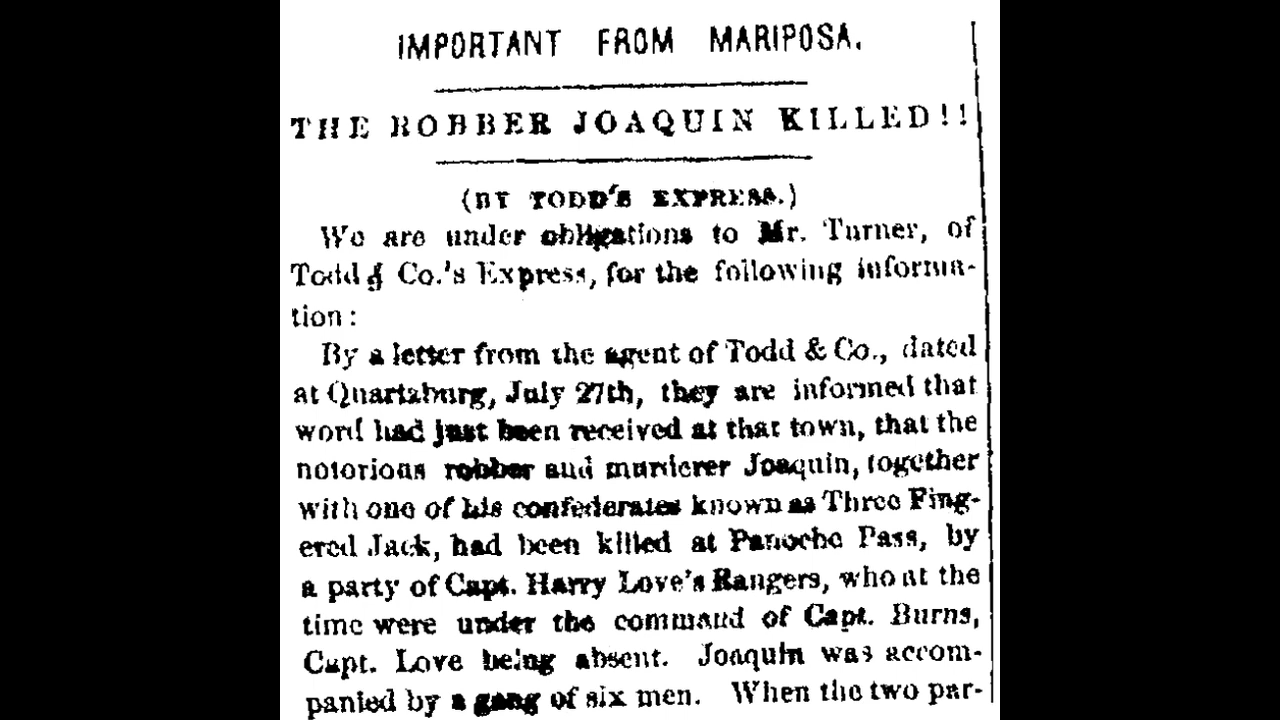 IMPORTANT FROM MARIPOSA.
THE ROBBER JOAQUIN KILLED!!
(BY TODD'S EXPRESS.)
We are under obligations to Mr. Turner, of
Todd & Co.'s Express, for the following informa-
tion:
By a letter from the agent of Todd & Co., dated
at Quartzburg, July 27th, they are informed that
word had just been received at that town, that the
notorious robber and murderer Joaquin, together
with one of his confederates known as Three Fing-
ered Jack, had been killed at Panoche Pass, by
a party of Capt. Harry Love's Rangers, who at the
time were under the command of Capt. Burns,
Capt. Love being absent. Joaquin was accom-
panied by a gang of six men. When the two par-